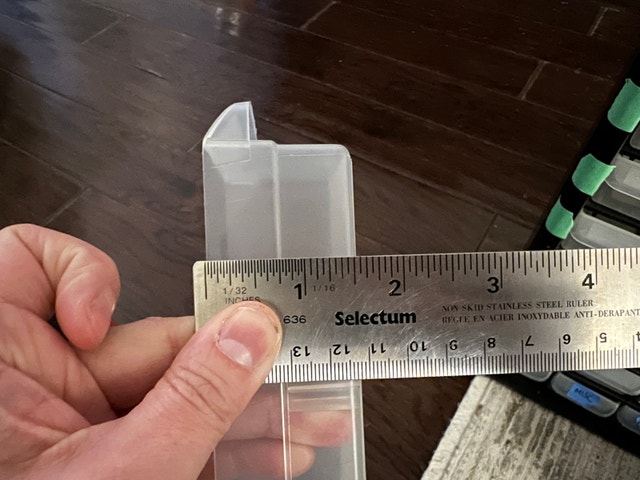 1 2 3 4
1/32 1/16
INCHES
636 Selectum
NON SKID STAINLESS STEEL RULER
REGLE EN ACIER INOXYDABLE ANTI-DERAPANT
13 12 11 10 9 8 7 6 5
MISC